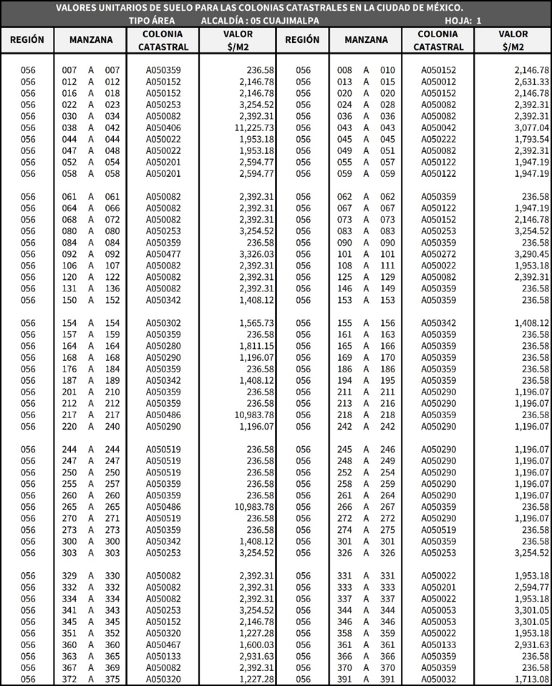 VALORES UNITARIOS DE SUELO PARA LAS COLONIAS CATASTRALES EN LA CIUDAD DE MÉXICO.
TIPO ÁREA ALCALDÍA : 05 CUAJIMALPA HOJA: 1
REGIÓN MANZANA COLONIA CATASTRAL VALOR $/M2 REGIÓN MANZANA COLONIA CATASTRAL VALOR $/M2
056 007 A 007 A050359 236.58 056 008 A 010 A050152 2,146.78
056 012 A 012 A050152 2,146.78 056 013 A 015 A050012 2,631.33
056 016 A 018 A050152 2,146.78 056 020 A 020 A050152 2,146.78
056 022 A 023 A050253 3,254.52 056 024 A 028 A050082 2,392.31
056 030 A 034 A050082 2,392.31 056 036 A 036 A050082 2,392.31
056 038 A 042 A050406 11,225.73 056 043 A 043 A050042 3,077.04
056 044 A 044 A050022 1,953.18 056 045 A 045 A050222 1,793.54
056 047 A 048 A050022 1,953.18 056 049 A 051 A050082 2,392.31
056 052 A 054 A050201 2,594.77 056 055 A 057 A050122 1,947.19
056 058 A 058 A050201 2,594.77 056 059 A 059 A050122 1,947.19
056 061 A 061 A050082 2,392.31 056 062 A 062 A050359 236.58
056 064 A 066 A050082 2,392.31 056 067 A 067 A050122 1,947.19
056 068 A 072 A050082 2,392.31 056 073 A 073 A050152 2,146.78
056 080 A 080 A050253 3,254.52 056 083 A 083 A050253 3,254.52
056 084 A 084 A050359 236.58 056 090 A 090 A050359 236.58
056 092 A 092 A050477 3,326.03 056 101 A 101 A050272 3,290.45
056 106 A 107 A050082 2,392.31 056 108 A 111 A050022 1,953.18
056 120 A 122 A050082 2,392.31 056 125 A 129 A050082 2,392.31
056 131 A 136 A050082 2,392.31 056 146 A 149 A050359 236.58
056 150 A 152 A050342 1,408.12 056 153 A 153 A050359 236.58
056 154 A 154 A050302 1,565.73 056 155 A 156 A050342 1,408.12
056 157 A 159 A050359 236.58 056 161 A 163 A050359 236.58
056 164 A 164 A050280 1,811.15 056 165 A 166 A050359 236.58
056 168 A 168 A050290 1,196.07 056 169 A 170 A050359 236.58
056 176 A 184 A050359 236.58 056 186 A 186 A050359 236.58
056 187 A 189 A050342 1,408.12 056 194 A 195 A050359 236.58
056 201 A 210 A050359 236.58 056 211 A 211 A050290 1,196.07
056 212 A 212 A050359 236.58 056 213 A 216 A050290 1,196.07
056 217 A 217 A050486 10,983.78 056 218 A 218 A050359 236.58
056 220 A 240 A050290 1,196.07 056 242 A 242 A050290 1,196.07
056 244 A 244 A050519 236.58 056 245 A 246 A050290 1,196.07
056 247 A 247 A050519 236.58 056 248 A 249 A050290 1,196.07
056 250 A 250 A050519 236.58 056 252 A 254 A050290 1,196.07
056 255 A 257 A050359 236.58 056 258 A 259 A050290 1,196.07
056 260 A 260 A050359 236.58 056 261 A 264 A050290 1,196.07
056 265 A 265 A050486 10,983.78 056 266 A 267 A050359 236.58
056 270 A 271 A050519 236.58 056 272 A 272 A050290 1,196.07
056 273 A 273 A050359 236.58 056 274 A 275 A050519 236.58
056 300 A 300 A050342 1,408.12 056 301 A 301 A050359 236.58
056 303 A 303 A050253 3,254.52 056 326 A 326 A050253 3,254.52
056 329 A 330 A050082 2,392.31 056 331 A 331 A050022 1,953.18
056 332 A 332 A050082 2,392.31 056 333 A 333 A050201 2,594.77
056 334 A 334 A050082 2,392.31 056 337 A 337 A050022 1,953.18
056 341 A 343 A050253 3,254.52 056 344 A 344 A050053 3,301.05
056 345 A 345 A050152 2,146.78 056 346 A 346 A050053 3,301.05
056 351 A 352 A050320 1,227.28 056 358 A 359 A050022 1,953.18
056 360 A 360 A050467 1,600.03 056 361 A 361 A050133 2,931.63
056 363 A 365 A050133 2,931.63 056 366 A 366 A050359 236.58
056 367 A 369 A050082 2,392.31 056 370 A 370 A050359 236.58
056 372 A 375 A050320 1,227.28 056 391 A 391 A050032 1,713.08